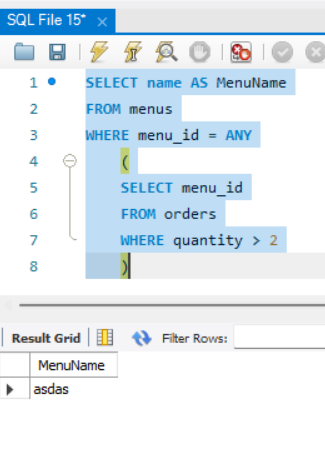 SQL File 15* ×
1 SELECT name AS MenuName
2 FROM menus
3 WHERE menu_id = ANY
4 (
5 SELECT menu_id
6 FROM orders
7 WHERE quantity > 2
8 )
Result Grid Filter Rows:
MenuName
asdas